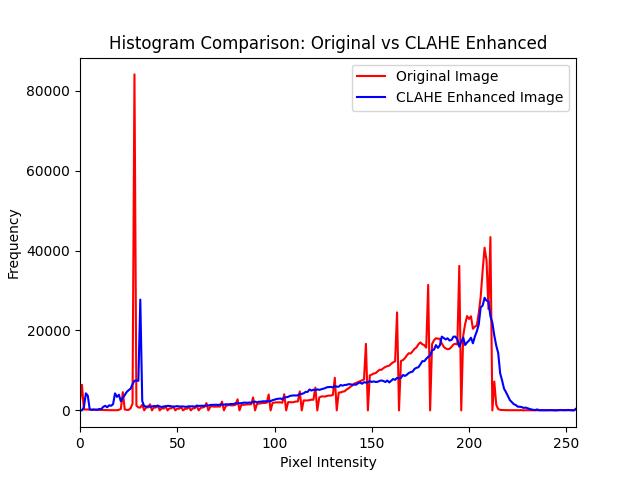 Histogram Comparison: Original vs CLAHE Enhanced
Original Image
CLAHE Enhanced Image
Frequency
80000
60000
40000
20000
0
0 50 100 150 200 250
Pixel Intensity